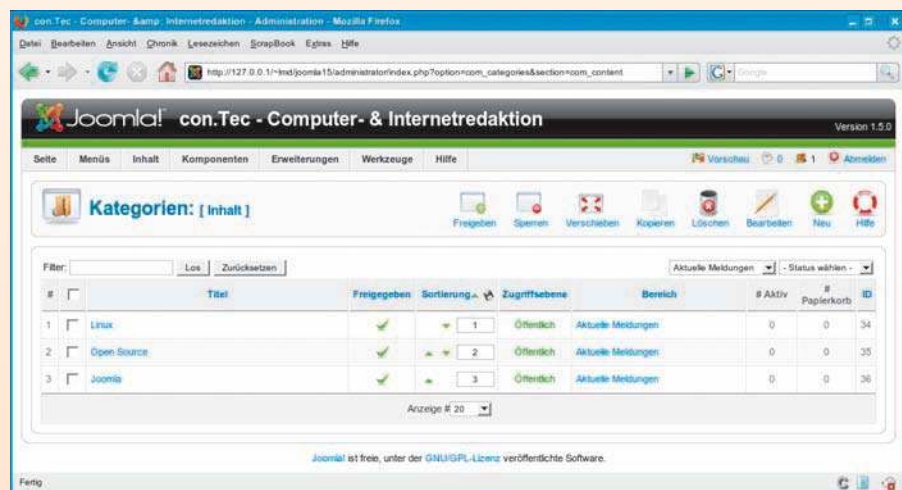 con.Tec - Computer- &amp; Internetredaktion - Administration - Mozilla Firefox
Datei Bearbeiten Ansicht Chronik Lesezeichen ScrapBook Extras Hilfe
http://127.0.0.1/~lmd/joomla15/administrator/index.php?option=com_categories&section=com_content
Google
Joomla! con.Tec - Computer- & Internetredaktion
Version 1.5.0
Seite Menüs Inhalt Komponenten Erweiterungen Werkzeuge Hilfe Vorschau 0 1 Abmelden
Kategorien: [ Inhalt ]
Freigeben Sperren Verschieben Kopieren Löschen Bearbeiten Neu Hilfe
Filter: Los Zurücksetzen Aktuelle Meldungen - Status wählen -
# Titel Freigegeben Sortierung Zugriffsebene Bereich # Aktiv # Papierkorb ID
1 Linux 1 Öffentlich Aktuelle Meldungen 0 0 34
2 Open Source 2 Öffentlich Aktuelle Meldungen 0 0 35
3 Joomla 3 Öffentlich Aktuelle Meldungen 0 0 36
Anzeige # 20
Joomla! ist freie, unter der GNU/GPL-Lizenz veröffentlichte Software.
Fertig